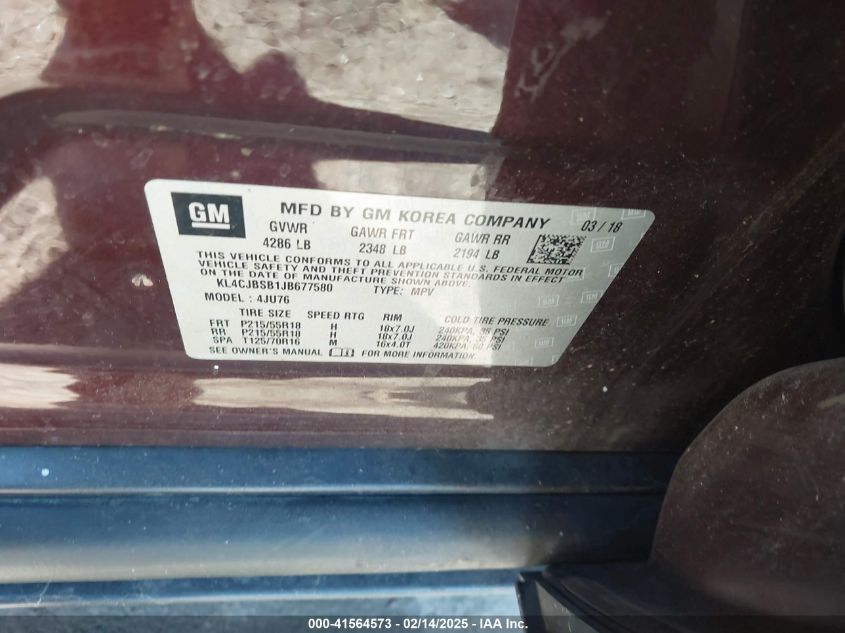 GM MFD BY GM KOREA COMPANY 03/18
GVWR GAWR FRT GAWR RR
4286 LB 2348 LB 2194 LB
THIS VEHICLE CONFORMS TO ALL APPLICABLE U.S. FEDERAL MOTOR
VEHICLE SAFETY AND THEFT PREVENTION STANDARDS IN EFFECT
ON THE DATE OF MANUFACTURE SHOWN ABOVE.
KL4CJBSB1JB677580 TYPE: MPV
MODEL: 4JU76
TIRE SIZE SPEED RTG RIM COLD TIRE PRESSURE
FRT P215/55R18 H 18x7.0J 240KPA, 35 PSI
RR P215/55R18 H 18x7.0J 240KPA, 35 PSI
SPA T125/70R16 M 16x4.0T 420KPA, 60 PSI
SEE OWNER'S MANUAL FOR MORE INFORMATION.
000-41564573 — 02/14/2025 — IAA Inc.